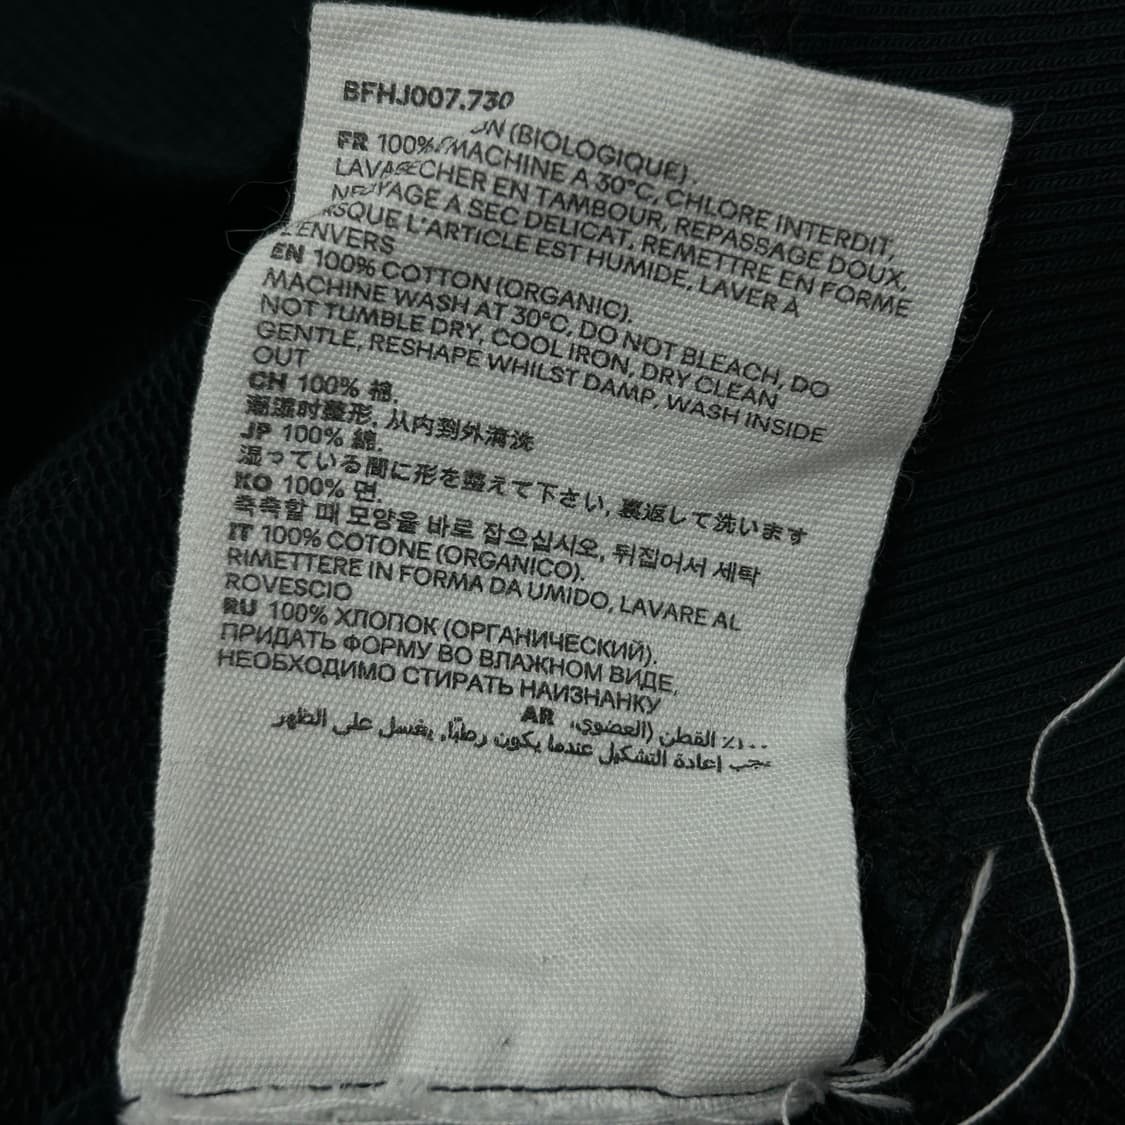 BFHJ007.730
FR 100% (BIOLOGIQUE).
MACHINE A 30°C, CHLORE INTERDIT,
EN TAMBOUR, REPASSAGE DOUX,
A SEC DELICAT, REMETTRE EN FORME
L'ARTICLE EST HUMIDE, LAVER A
L'ENVERS
EN 100% COTTON (ORGANIC).
MACHINE WASH AT 30°C, DO NOT BLEACH, DO
NOT TUMBLE DRY, COOL IRON, DRY CLEAN
GENTLE, RESHAPE WHILST DAMP, WASH INSIDE
OUT
CH 100% 棉.
潮湿时整形, 从内到外清洗
JP 100% 綿.
湿っている間に形を整えて下さい, 裏返して洗います
KO 100% 면.
축축할 때 모양을 바로 잡으십시오, 뒤집어서 세탁
IT 100% COTONE (ORGANICO).
RIMETTERE IN FORMA DA UMIDO, LAVARE AL
ROVESCIO
RU 100% ХЛОПОК (ОРГАНИЧЕСКИЙ).
ПРИДАТЬ ФОРМУ ВО ВЛАЖНОМ ВИДЕ,
НЕОБХОДИМО СТИРАТЬ НАИЗНАНКУ
AR
١٠٠٪ القطن (العضوي)،
يجب إعادة التشكيل عندما يكون رطبًا, يغسل على الظهر